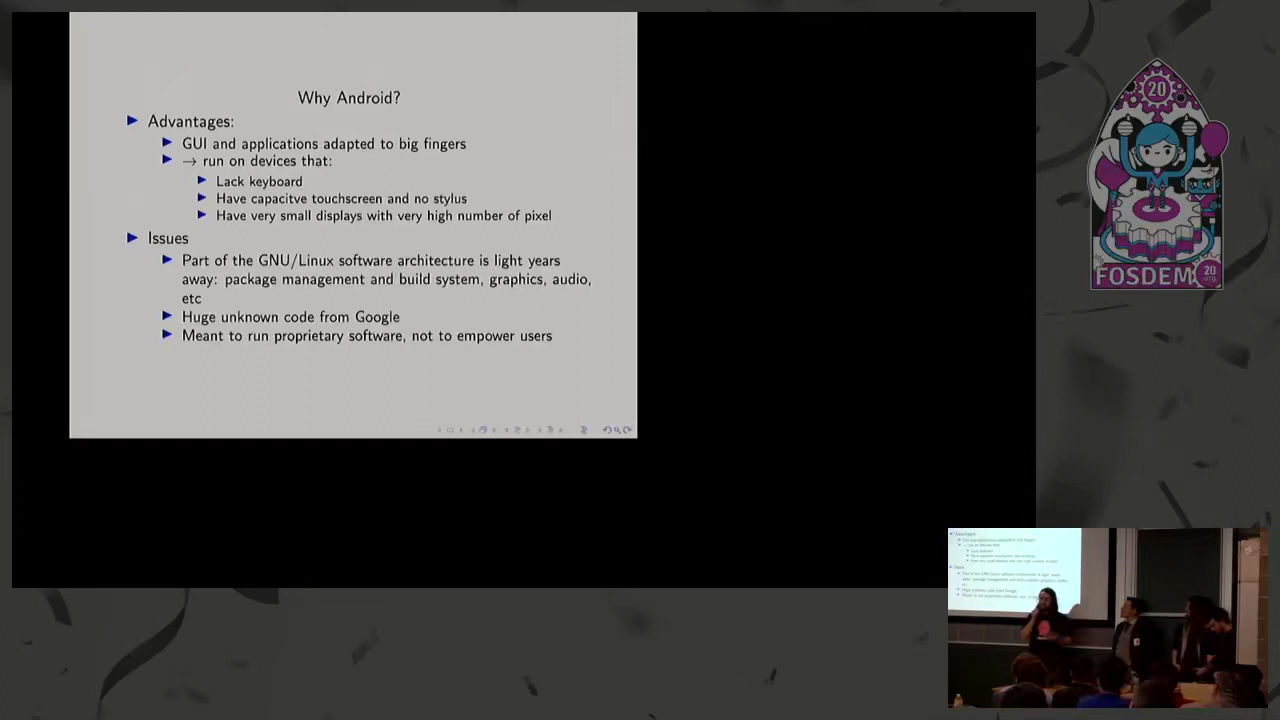 Why Android?
Advantages:
GUI and applications adapted to big fingers
→ run on devices that:
Lack keyboard
Have capacitve touchscreen and no stylus
Have very small displays with very high number of pixel
Issues
Part of the GNU/Linux software architecture is light years
away: package management and build system, graphics, audio,
etc
Huge unknown code from Google
Meant to run proprietary software, not to empower users
20
FOSDEM
20
.org